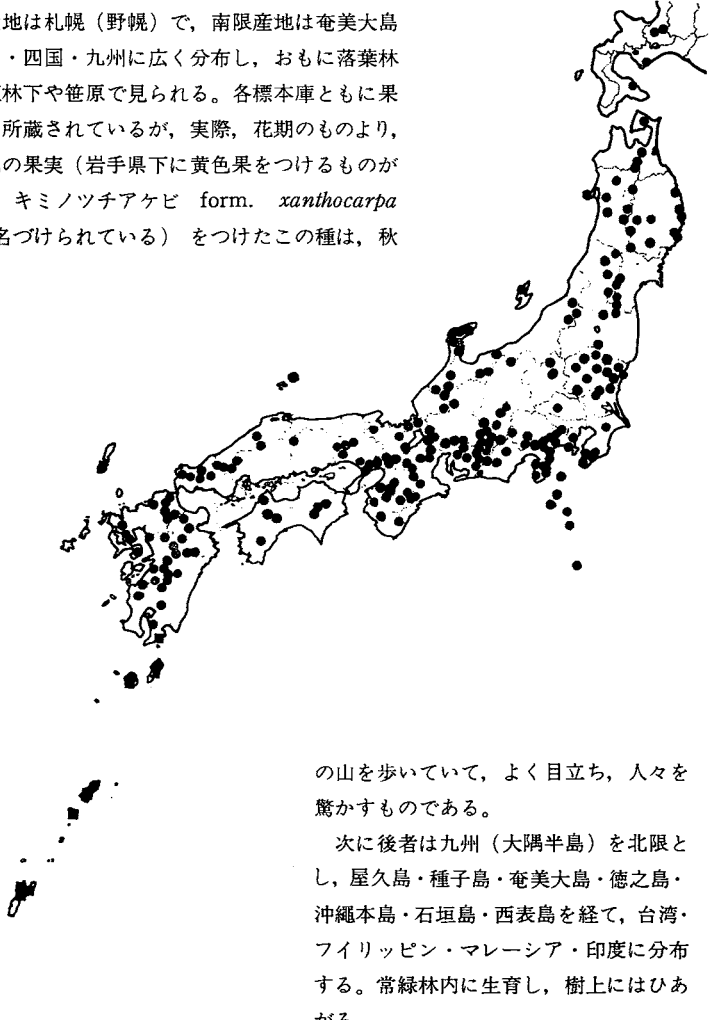 地は札幌（野幌）で，南限産地は奄美大島
・四国・九州に広く分布し，おもに落葉林
林下や笹原で見られる。各標本庫ともに果
所蔵されているが，実際，花期のものより，
の果実（岩手県下に黄色果をつけるものが
キミノツチアケビ form. xanthocarpa
名づけられている） をつけたこの種は，秋
の山を歩いていて，よく目立ち，人々を
驚かすものである。
次に後者は九州（大隅半島）を北限と
し，屋久島・種子島・奄美大島・徳之島・
沖縄本島・石垣島・西表島を経て，台湾・
フイリッピン・マレーシア・印度に分布
する。常緑林内に生育し，樹上にはひあ
がる